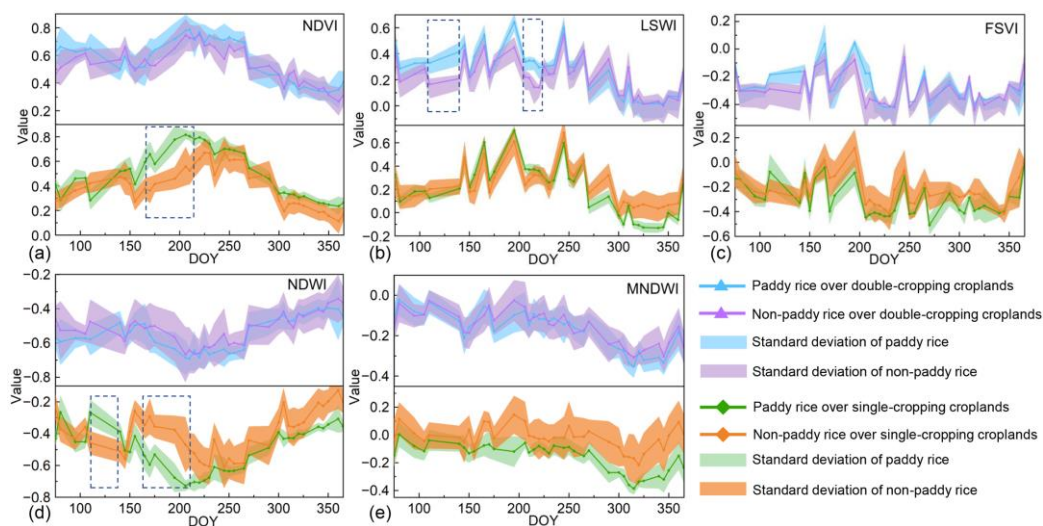 NDVI
LSWI
FSVI
0.8
0.6
0.4
0.2
0.8
0.6
0.4
0.2
0.0
Value
100 150 200 250 300 350
DOY
(a)
0.6
0.4
0.2
0.0
0.6
0.4
0.2
0.0
−0.2
Value
100 150 200 250 300 350
DOY
(b)
0.2
0.0
−0.2
−0.4
0.0
−0.2
−0.4
−0.6
Value
100 150 200 250 300 350
DOY
(c)
NDWI
MNDWI
−0.2
−0.4
−0.6
−0.8
−0.2
−0.4
−0.6
−0.8
Value
100 150 200 250 300 350
DOY
(d)
0.0
−0.2
−0.4
0.2
0.0
−0.2
−0.4
Value
100 150 200 250 300 350
DOY
(e)
Paddy rice over double-cropping croplands
Non-paddy rice over double-cropping croplands
Standard deviation of paddy rice
Standard deviation of non-paddy rice
Paddy rice over single-cropping croplands
Non-paddy rice over single-cropping croplands
Standard deviation of paddy rice
Standard deviation of non-paddy rice